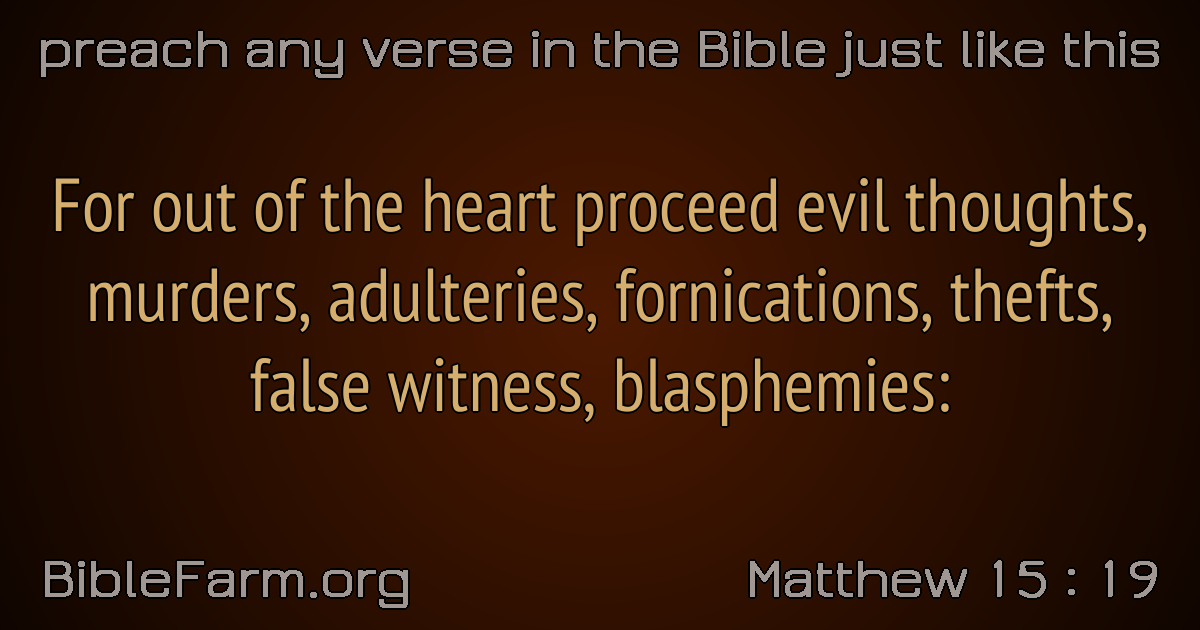 preach any verse in the Bible just like this
For out of the heart proceed evil thoughts,
murders, adulteries, fornications, thefts,
false witness, blasphemies:
BibleFarm.org
Matthew 15 : 19